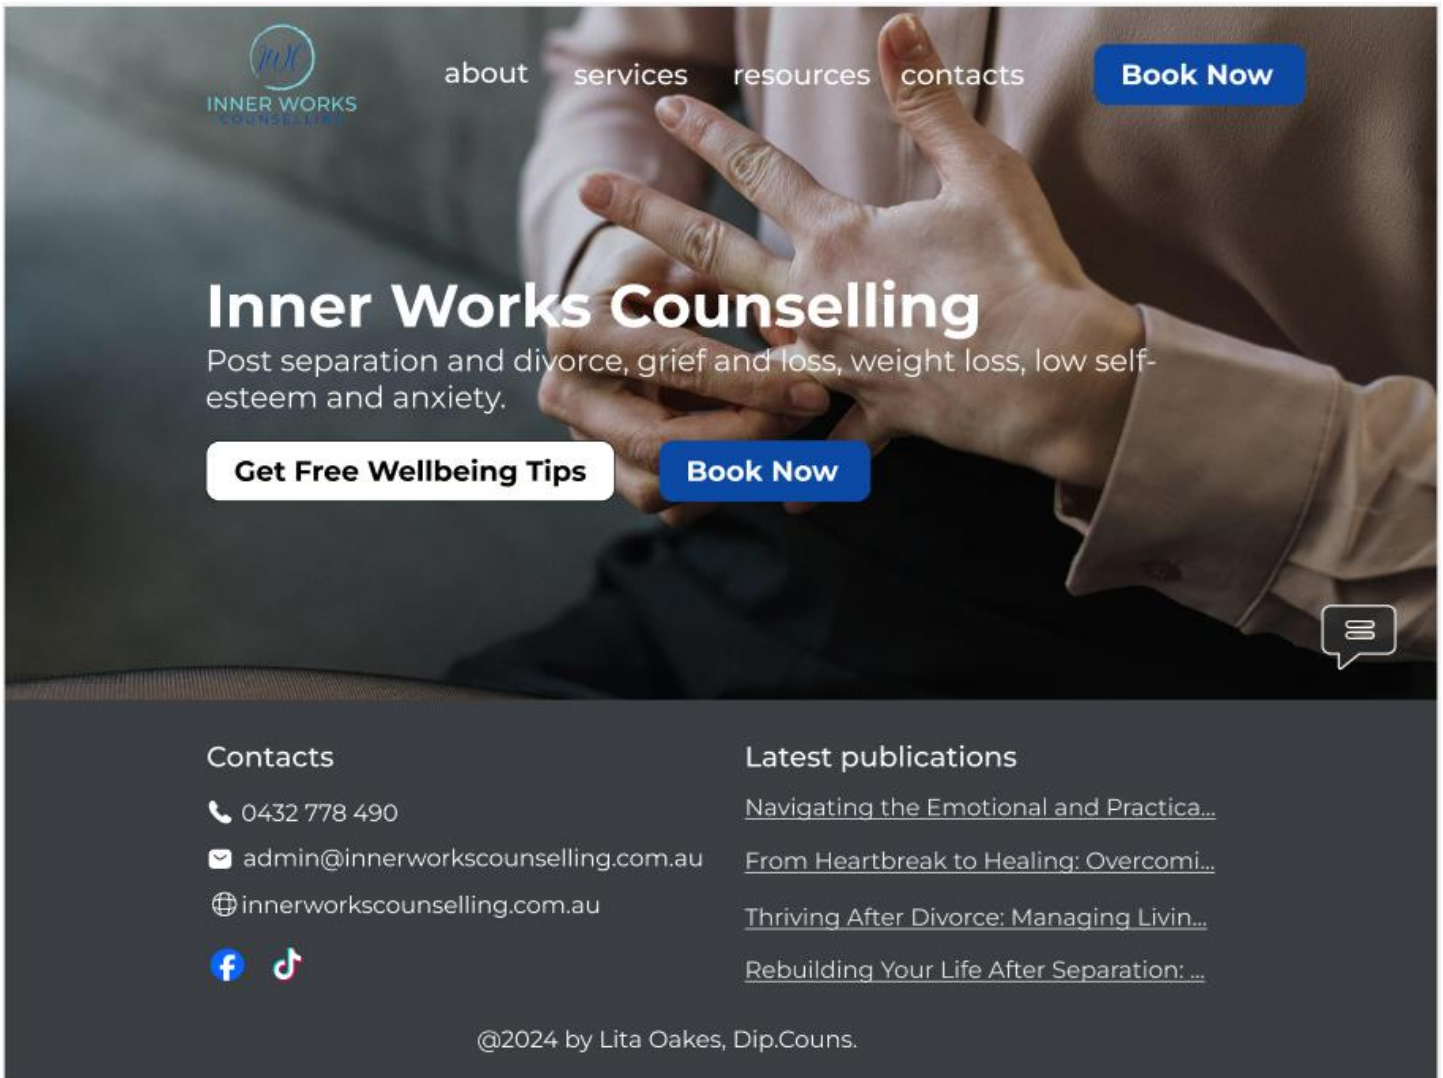 IWC
INNER WORKS
COUNSELLING
about services resources contacts Book Now
Inner Works Counselling
Post separation and divorce, grief and loss, weight loss, low self-
esteem and anxiety.
Get Free Wellbeing Tips Book Now
Contacts
0432 778 490
admin@innerworkscounselling.com.au
innerworkscounselling.com.au
Latest publications
Navigating the Emotional and Practica...
From Heartbreak to Healing: Overcomi...
Thriving After Divorce: Managing Livin...
Rebuilding Your Life After Separation: ...
@2024 by Lita Oakes, Dip.Couns.